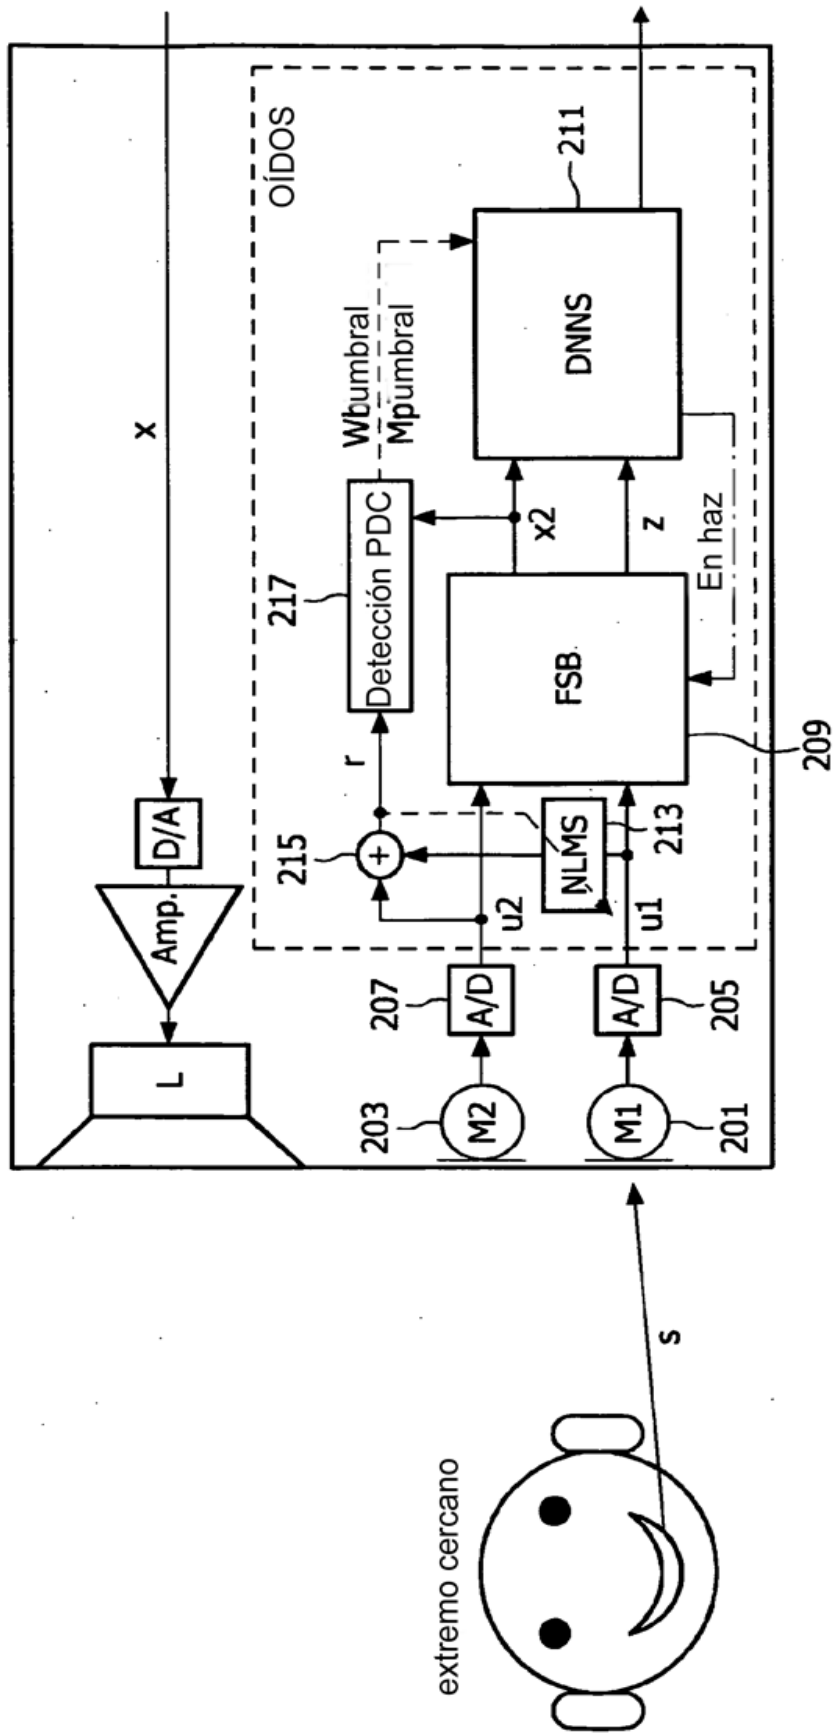 x
L
Amp.
D/A
OÍDOS
217
215
r
Detección PDC
Wbumbral
Mpumbral
extremo cercano
203
M2
207
A/D
u2
NLMS
213
FSB
x2
z
DNNS
211
201
M1
205
A/D
u1
s
En haz
209